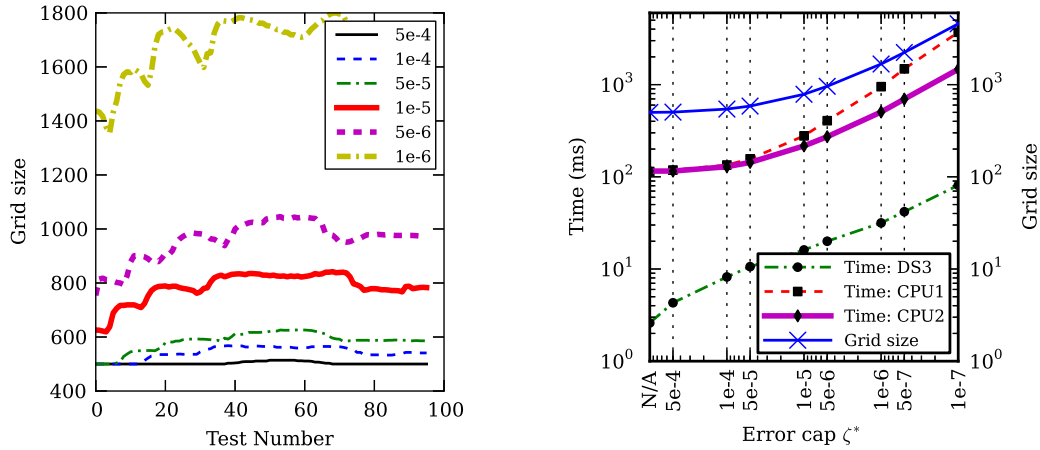 1800
1600
1400
1200
1000
800
600
400
0
20
40
60
80
100
Grid size
Test Number
5e-4
1e-4
5e-5
1e-5
5e-6
1e-6
10³
10²
10¹
10⁰
Time (ms)
10³
10²
10¹
10⁰
Grid size
N/A
5e-4
1e-4
5e-5
1e-5
5e-6
1e-6
5e-7
1e-7
Error cap ζ*
Time: DS3
Time: CPU1
Time: CPU2
Grid size